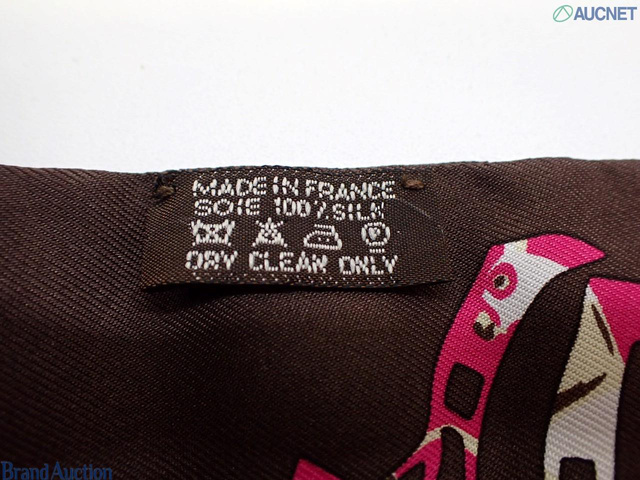 AUCNET
MADE IN FRANCE
SOIE 100% SILK
DRY CLEAN ONLY
Brand Auction